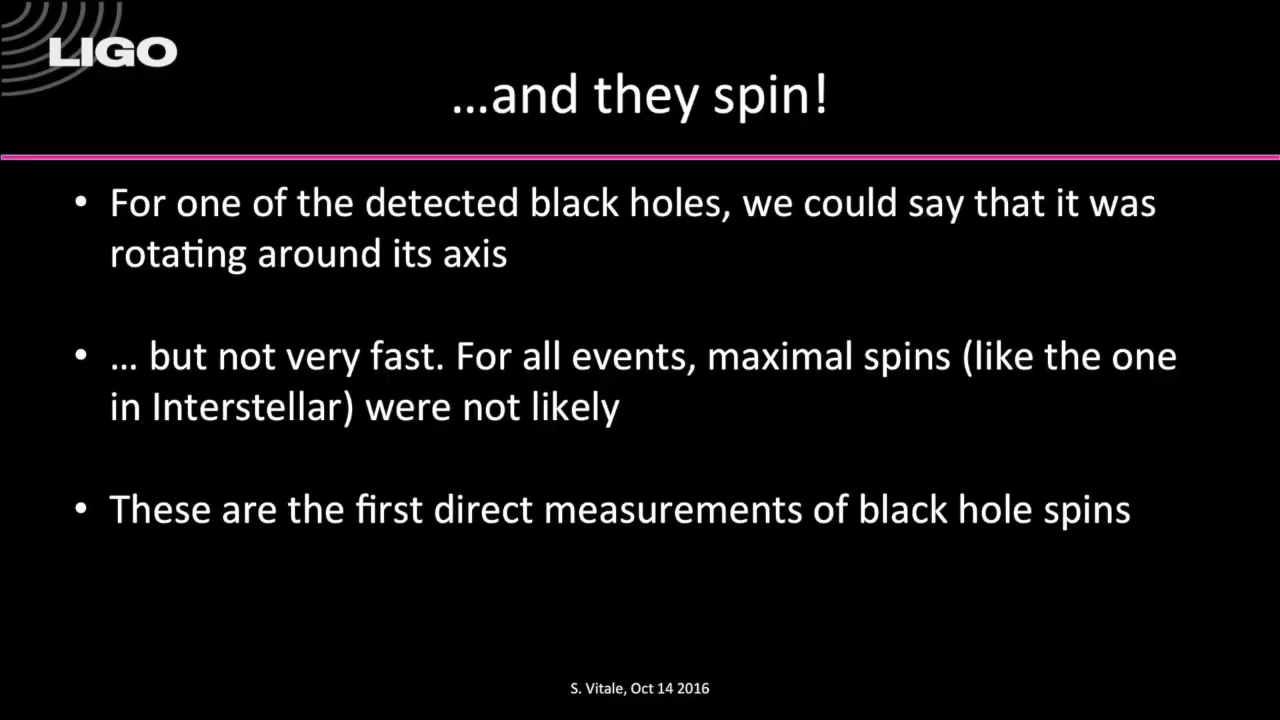 LIGO
...and they spin!
• For one of the detected black holes, we could say that it was
rotating around its axis
• ... but not very fast. For all events, maximal spins (like the one
in Interstellar) were not likely
• These are the first direct measurements of black hole spins
S. Vitale, Oct 14 2016